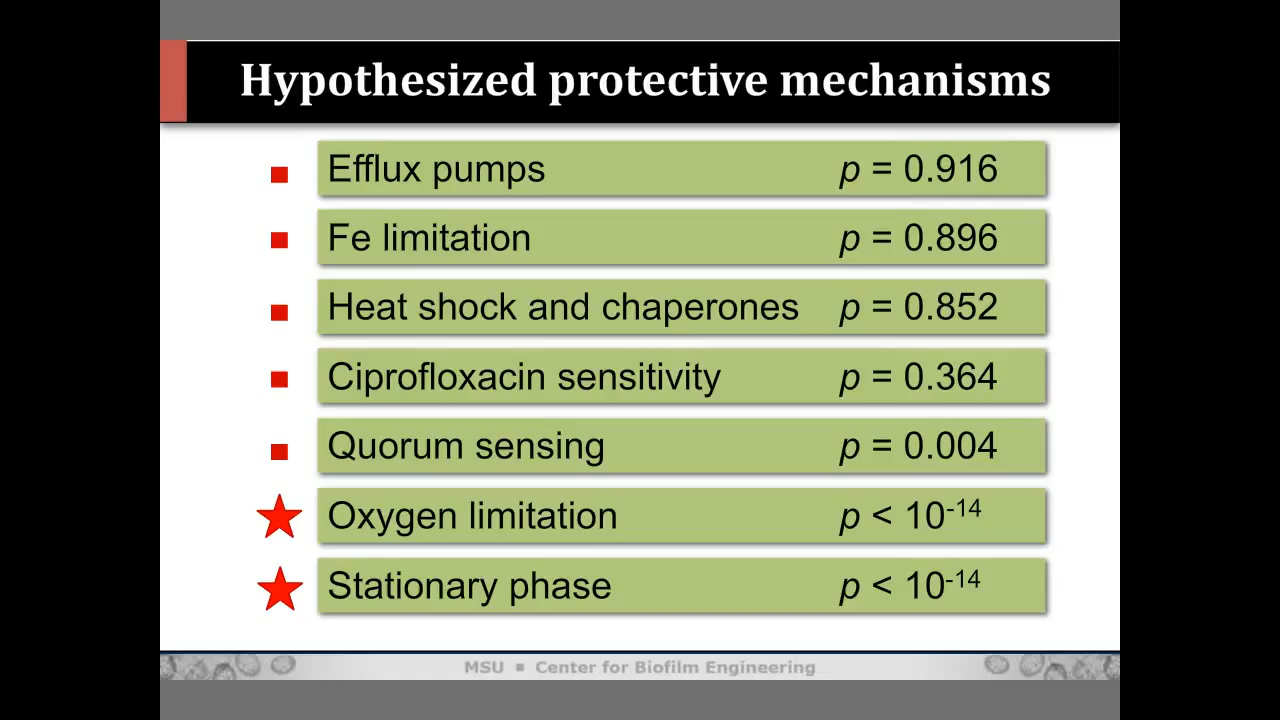 Hypothesized protective mechanisms
Efflux pumps p = 0.916
Fe limitation p = 0.896
Heat shock and chaperones p = 0.852
Ciprofloxacin sensitivity p = 0.364
Quorum sensing p = 0.004
Oxygen limitation p < 10⁻¹⁴
Stationary phase p < 10⁻¹⁴
MSU ▪ Center for Biofilm Engineering